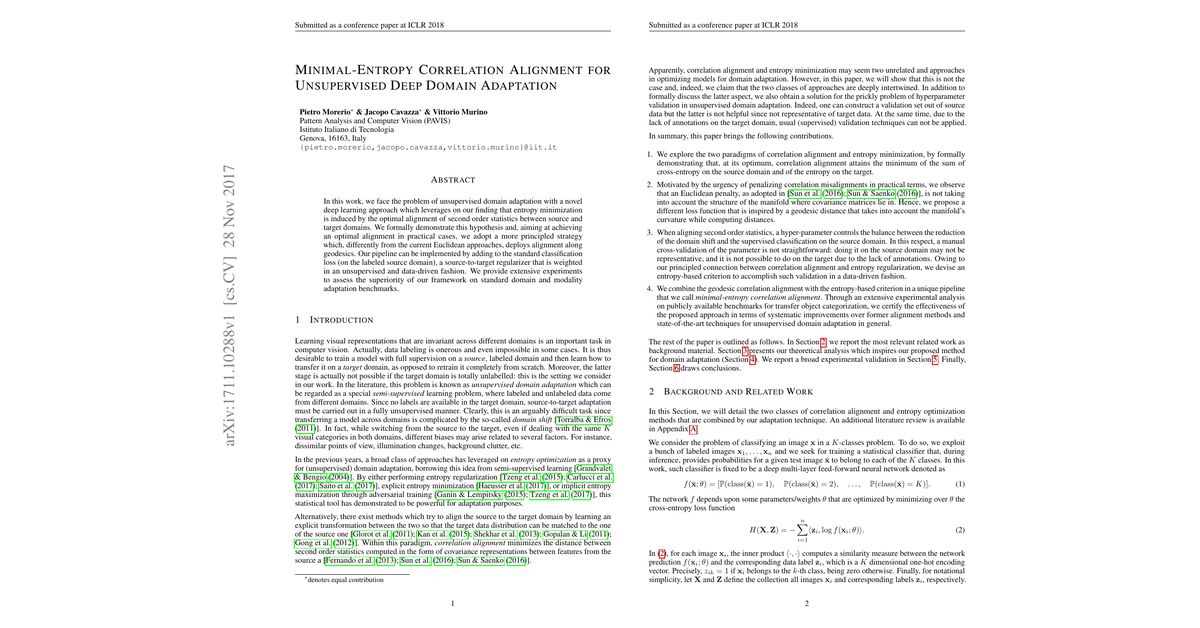 arXiv:1711.10288v1 [cs.CV] 28 Nov 2017
Submitted as a conference paper at ICLR 2018
MINIMAL-ENTROPY CORRELATION ALIGNMENT FOR
UNSUPERVISED DEEP DOMAIN ADAPTATION
Pietro Morerio* & Jacopo Cavazza* & Vittorio Murino
Pattern Analysis and Computer Vision (PAVIS)
Istituto Italiano di Tecnologia
Genova, 16163, Italy
{pietro.morerio,jacopo.cavazza,vittorio.murino}@iit.it
ABSTRACT
In this work, we face the problem of unsupervised domain adaptation with a novel
deep learning approach which leverages on our finding that entropy minimization
is induced by the optimal alignment of second order statistics between source and
target domains. We formally demonstrate this hypothesis and, aiming at achieving
an optimal alignment in practical cases, we adopt a more principled strategy
which, differently from the current Euclidean approaches, deploys alignment along
geodesics. Our pipeline can be implemented by adding to the standard classification
loss (on the labeled source domain), a source-to-target regularizer that is weighted
in an unsupervised and data-driven fashion. We provide extensive experiments
to assess the superiority of our framework on standard domain and modality
adaptation benchmarks.
1 INTRODUCTION
Learning visual representations that are invariant across different domains is an important task in
computer vision. Actually, data labeling is onerous and even impossible in some cases. It is thus
desirable to train a model with full supervision on a source, labeled domain and then learn how to
transfer it on a target domain, as opposed to retrain it completely from scratch. Moreover, the latter
stage is actually not possible if the target domain is totally unlabelled: this is the setting we consider
in our work. In the literature, this problem is known as unsupervised domain adaptation which can
be regarded as a special semi-supervised learning problem, where labeled and unlabeled data come
from different domains. Since no labels are available in the target domain, source-to-target adaptation
must be carried out in a fully unsupervised manner. Clearly, this is an arguably difficult task since
transferring a model across domains is complicated by the so-called domain shift [Torralba & Efros
(2011)]. In fact, while switching from the source to the target, even if dealing with the same K
visual categories in both domains, different biases may arise related to several factors. For instance,
dissimilar points of view, illumination changes, background clutter, etc.
In the previous years, a broad class of approaches has leveraged on entropy optimization as a proxy
for (unsupervised) domain adaptation, borrowing this idea from semi-supervised learning [Grandvalet
& Bengio (2004)]. By either performing entropy regularization [Tzeng et al. (2015); Carlucci et al.
(2017); Saito et al. (2017)], explicit entropy minimization [Haeusser et al. (2017)], or implicit entropy
maximization through adversarial training [Ganin & Lempitsky (2015); Tzeng et al. (2017)], this
statistical tool has demonstrated to be powerful for adaptation purposes.
Alternatively, there exist methods which try to align the source to the target domain by learning an
explicit transformation between the two so that the target data distribution can be matched to the one
of the source one [Glorot et al. (2011); Kan et al. (2015); Shekhar et al. (2013); Gopalan & Li (2011);
Gong et al. (2012)]. Within this paradigm, correlation alignment minimizes the distance between
second order statistics computed in the form of covariance representations between features from the
source a [Fernando et al. (2013); Sun et al. (2016); Sun & Saenko (2016)].
*denotes equal contribution
1
Submitted as a conference paper at ICLR 2018
Apparently, correlation alignment and entropy minimization may seem two unrelated and approaches
in optimizing models for domain adaptation. However, in this paper, we will show that this is not the
case and, indeed, we claim that the two classes of approaches are deeply intertwined. In addition to
formally discuss the latter aspect, we also obtain a solution for the prickly problem of hyperparameter
validation in unsupervised domain adaptation. Indeed, one can construct a validation set out of source
data but the latter is not helpful since not representative of target data. At the same time, due to the
lack of annotations on the target domain, usual (supervised) validation techniques can not be applied.
In summary, this paper brings the following contributions.
1. We explore the two paradigms of correlation alignment and entropy minimization, by formally
demonstrating that, at its optimum, correlation alignment attains the minimum of the sum of
cross-entropy on the source domain and of the entropy on the target.
2. Motivated by the urgency of penalizing correlation misalignments in practical terms, we observe
that an Euclidean penalty, as adopted in [Sun et al. (2016); Sun & Saenko (2016)], is not taking
into account the structure of the manifold where covariance matrices lie in. Hence, we propose a
different loss function that is inspired by a geodesic distance that takes into account the manifold's
curvature while computing distances.
3. When aligning second order statistics, a hyper-parameter controls the balance between the reduction
of the domain shift and the supervised classification on the source domain. In this respect, a manual
cross-validation of the parameter is not straightforward: doing it on the source domain may not be
representative, and it is not possible to do on the target due to the lack of annotations. Owing to
our principled connection between correlation alignment and entropy regularization, we devise an
entropy-based criterion to accomplish such validation in a data-driven fashion.
4. We combine the geodesic correlation alignment with the entropy-based criterion in a unique pipeline
that we call minimal-entropy correlation alignment. Through an extensive experimental analysis
on publicly available benchmarks for transfer object categorization, we certify the effectiveness of
the proposed approach in terms of systematic improvements over former alignment methods and
state-of-the-art techniques for unsupervised domain adaptation in general.
The rest of the paper is outlined as follows. In Section 2, we report the most relevant related work as
background material. Section 3 presents our theoretical analysis which inspires our proposed method
for domain adaptation (Section 4). We report a broad experimental validation in Section 5. Finally,
Section 6 draws conclusions.
2 BACKGROUND AND RELATED WORK
In this Section, we will detail the two classes of correlation alignment and entropy optimization
methods that are combined by our adaptation technique. An additional literature review is available
in Appendix A.
We consider the problem of classifying an image x in a K-classes problem. To do so, we exploit
a bunch of labeled images x1, . . . , xn and we seek for training a statistical classifier that, during
inference, provides probabilities for a given test image x̄ to belong to each of the K classes. In this
work, such classifier is fixed to be a deep multi-layer feed-forward neural network denoted as
f(x̄; θ) = [P(class(x̄) = 1), P(class(x̄) = 2), . . . , P(class(x̄) = K)]. (1)
The network f depends upon some parameters/weights θ that are optimized by minimizing over θ the
cross-entropy loss function
H(X, Z) = − ∑ⁿᵢ₌₁ ⟨zi, log f(xi; θ)⟩. (2)
In (2), for each image xi, the inner product ⟨·, ·⟩ computes a similarity measure between the network
prediction f(xi; θ) and the corresponding data label zi, which is a K dimensional one-hot encoding
vector. Precisely, zik = 1 if xi belongs to the k-th class, being zero otherwise. Finally, for notational
simplicity, let X and Z define the collection all images xi and corresponding labels zi, respectively.
2